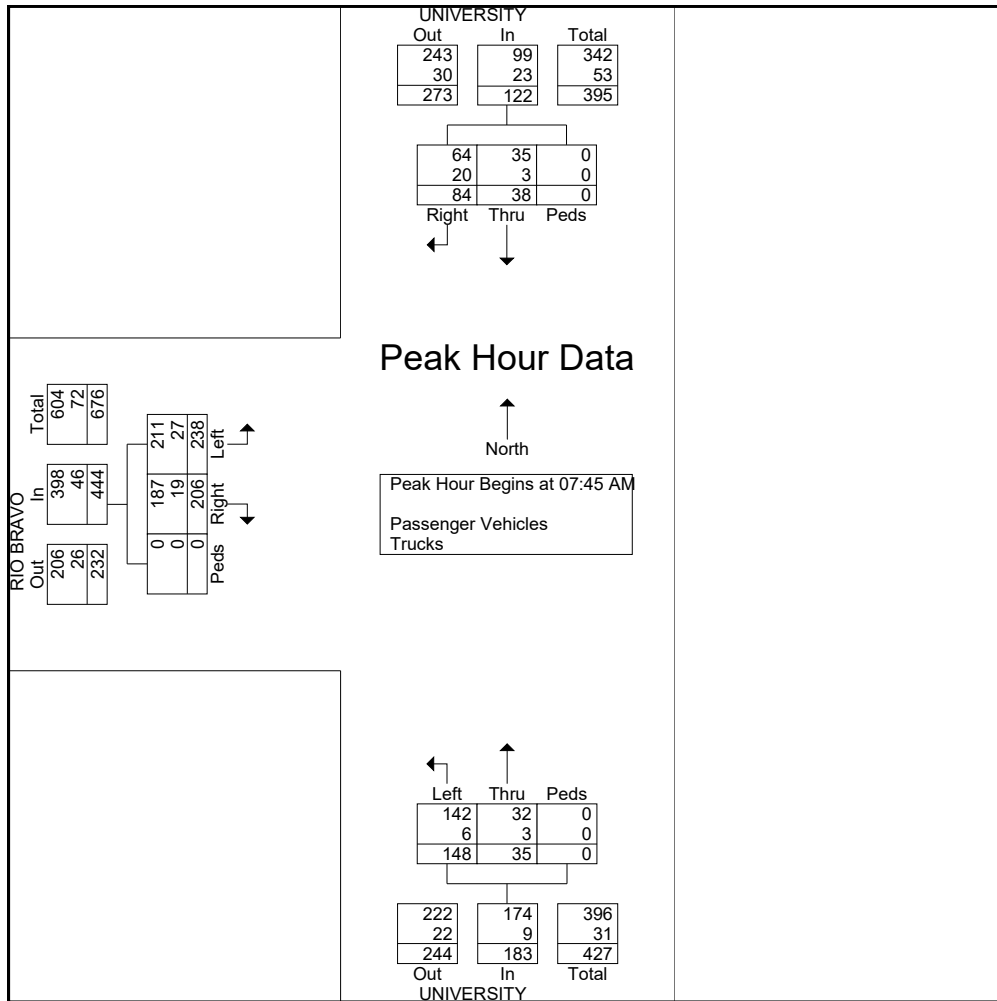 UNIVERSITY
Out In Total
243 99 342
30 23 53
273 122 395
64 35 0
20 3 0
84 38 0
Right Thru Peds
Peak Hour Data
North
Peak Hour Begins at 07:45 AM
Passenger Vehicles
Trucks
RIO BRAVO
Out In Total
206 398 604
26 46 72
232 444 676
0 187 211
0 19 27
0 206 238
Peds Right Left
Left Thru Peds
142 32 0
6 3 0
148 35 0
222 174 396
22 9 31
244 183 427
Out In Total
UNIVERSITY